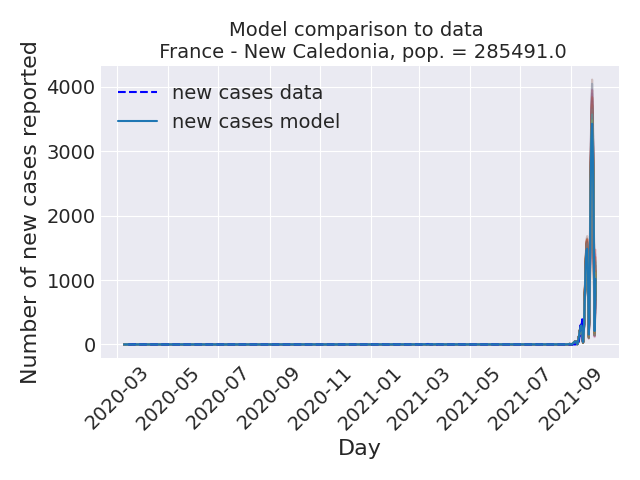 Model comparison to data
France - New Caledonia, pop. = 285491.0
Number of new cases reported
4000
3000
2000
1000
0
new cases data
new cases model
2020-03
2020-05
2020-07
2020-09
2020-11
2021-01
2021-03
2021-05
2021-07
2021-09
Day